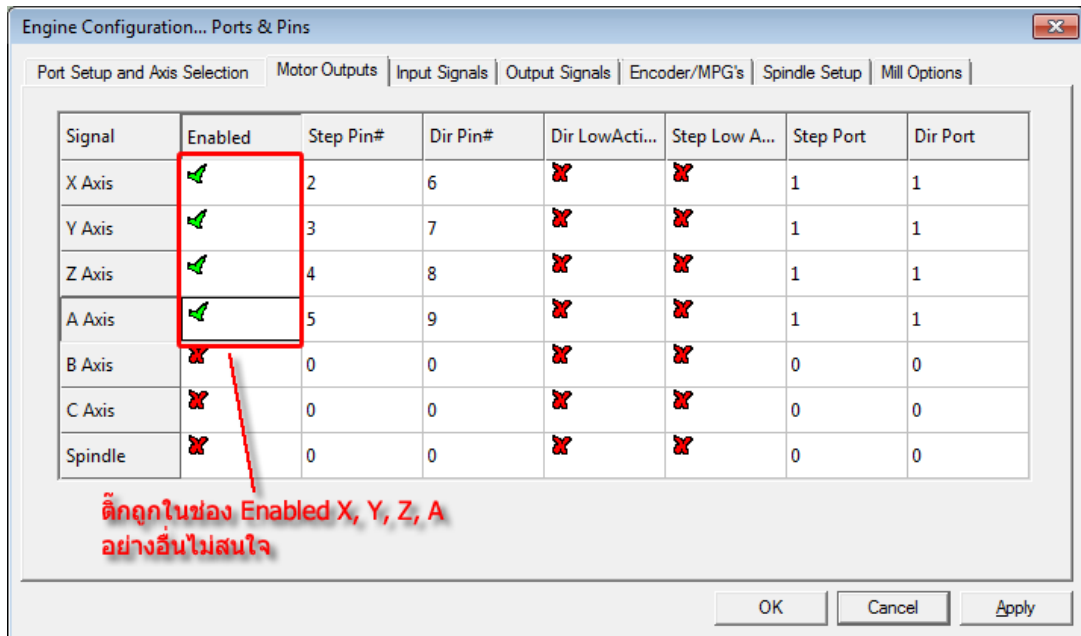 Engine Configuration... Ports & Pins
Port Setup and Axis Selection Motor Outputs Input Signals Output Signals Encoder/MPG's Spindle Setup Mill Options
Signal Enabled Step Pin# Dir Pin# Dir LowActi... Step Low A... Step Port Dir Port
X Axis 2 6 1 1
Y Axis 3 7 1 1
Z Axis 4 8 1 1
A Axis 5 9 1 1
B Axis 0 0 0 0
C Axis 0 0 0 0
Spindle 0 0 0 0
ติ๊กถูกในช่อง Enabled X, Y, Z, A
อย่างอื่นไม่สนใจ
OK Cancel Apply